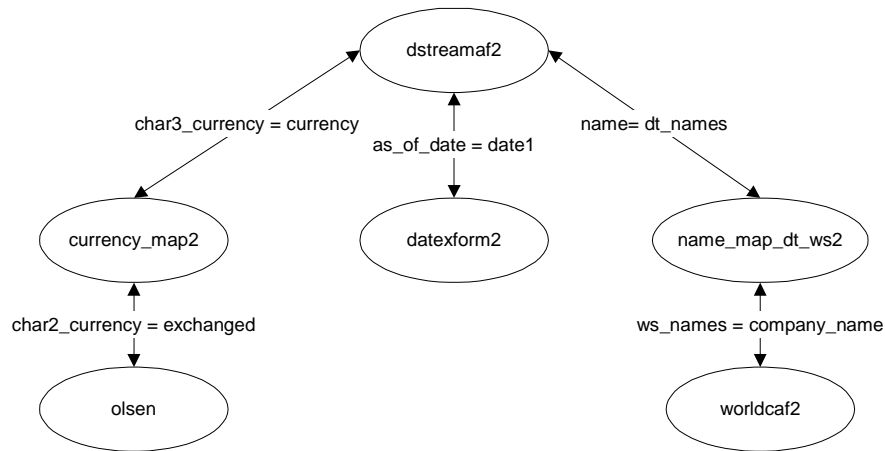 dstreamaf2
char3_currency = currency
name= dt_names
as_of_date = date1
currency_map2
datexform2
name_map_dt_ws2
char2_currency = exchanged
ws_names = company_name
olsen
worldcaf2